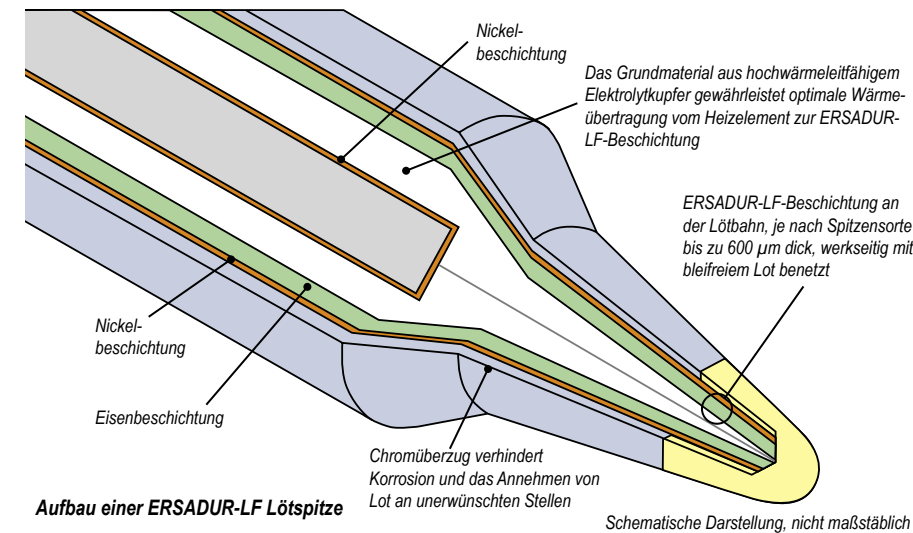 Nickel-
beschichtung
Das Grundmaterial aus hochwärmeleitfähigem
Elektrolytkupfer gewährleistet optimale Wärme-
übertragung vom Heizelement zur ERSADUR-
LF-Beschichtung
ERSADUR-LF-Beschichtung an
der Lötbahn, je nach Spitzensorte
bis zu 600 µm dick, werkseitig mit
bleifreiem Lot benetzt
Nickel-
beschichtung
Eisenbeschichtung
Chromüberzug verhindert
Korrosion und das Annehmen von
Lot an unerwünschten Stellen
Aufbau einer ERSADUR-LF Lötspitze
Schematische Darstellung, nicht maßstäblich